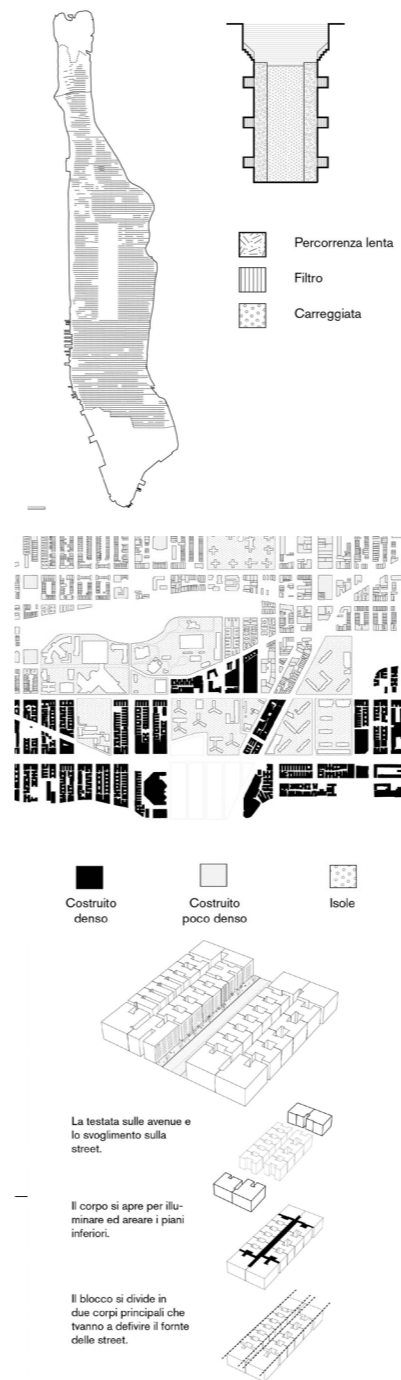 Percorrenza lenta
Filtro
Carreggiata
Costruito
denso
Costruito
poco denso
Isole
La testata sulle avenue e
lo svoglimento sulla
street.
Il corpo si apre per illu-
minare ed areare i piani
inferiori.
Il blocco si divide in
due corpi principali che
tvanno a defivire il fornte
delle street.